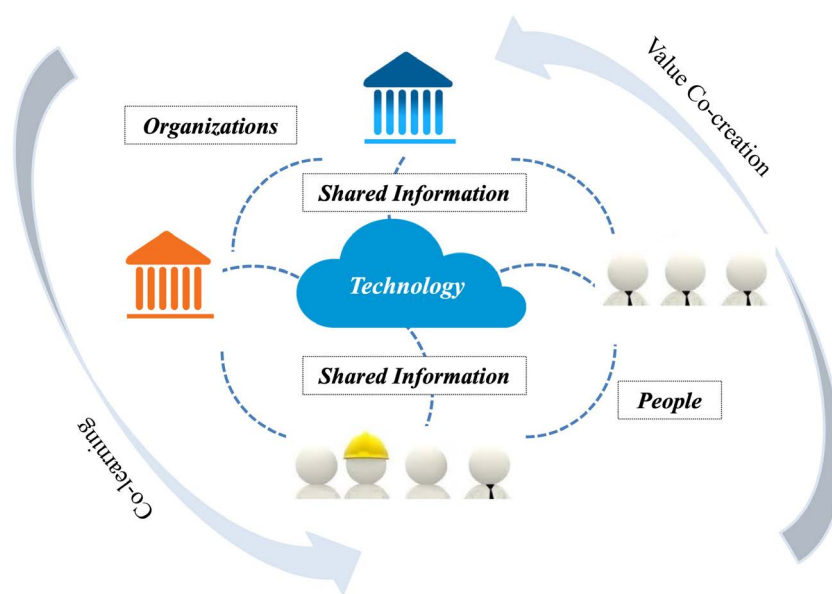 Value Co-creation
Organizations
Shared Information
Technology
Shared Information
People
Co-learning